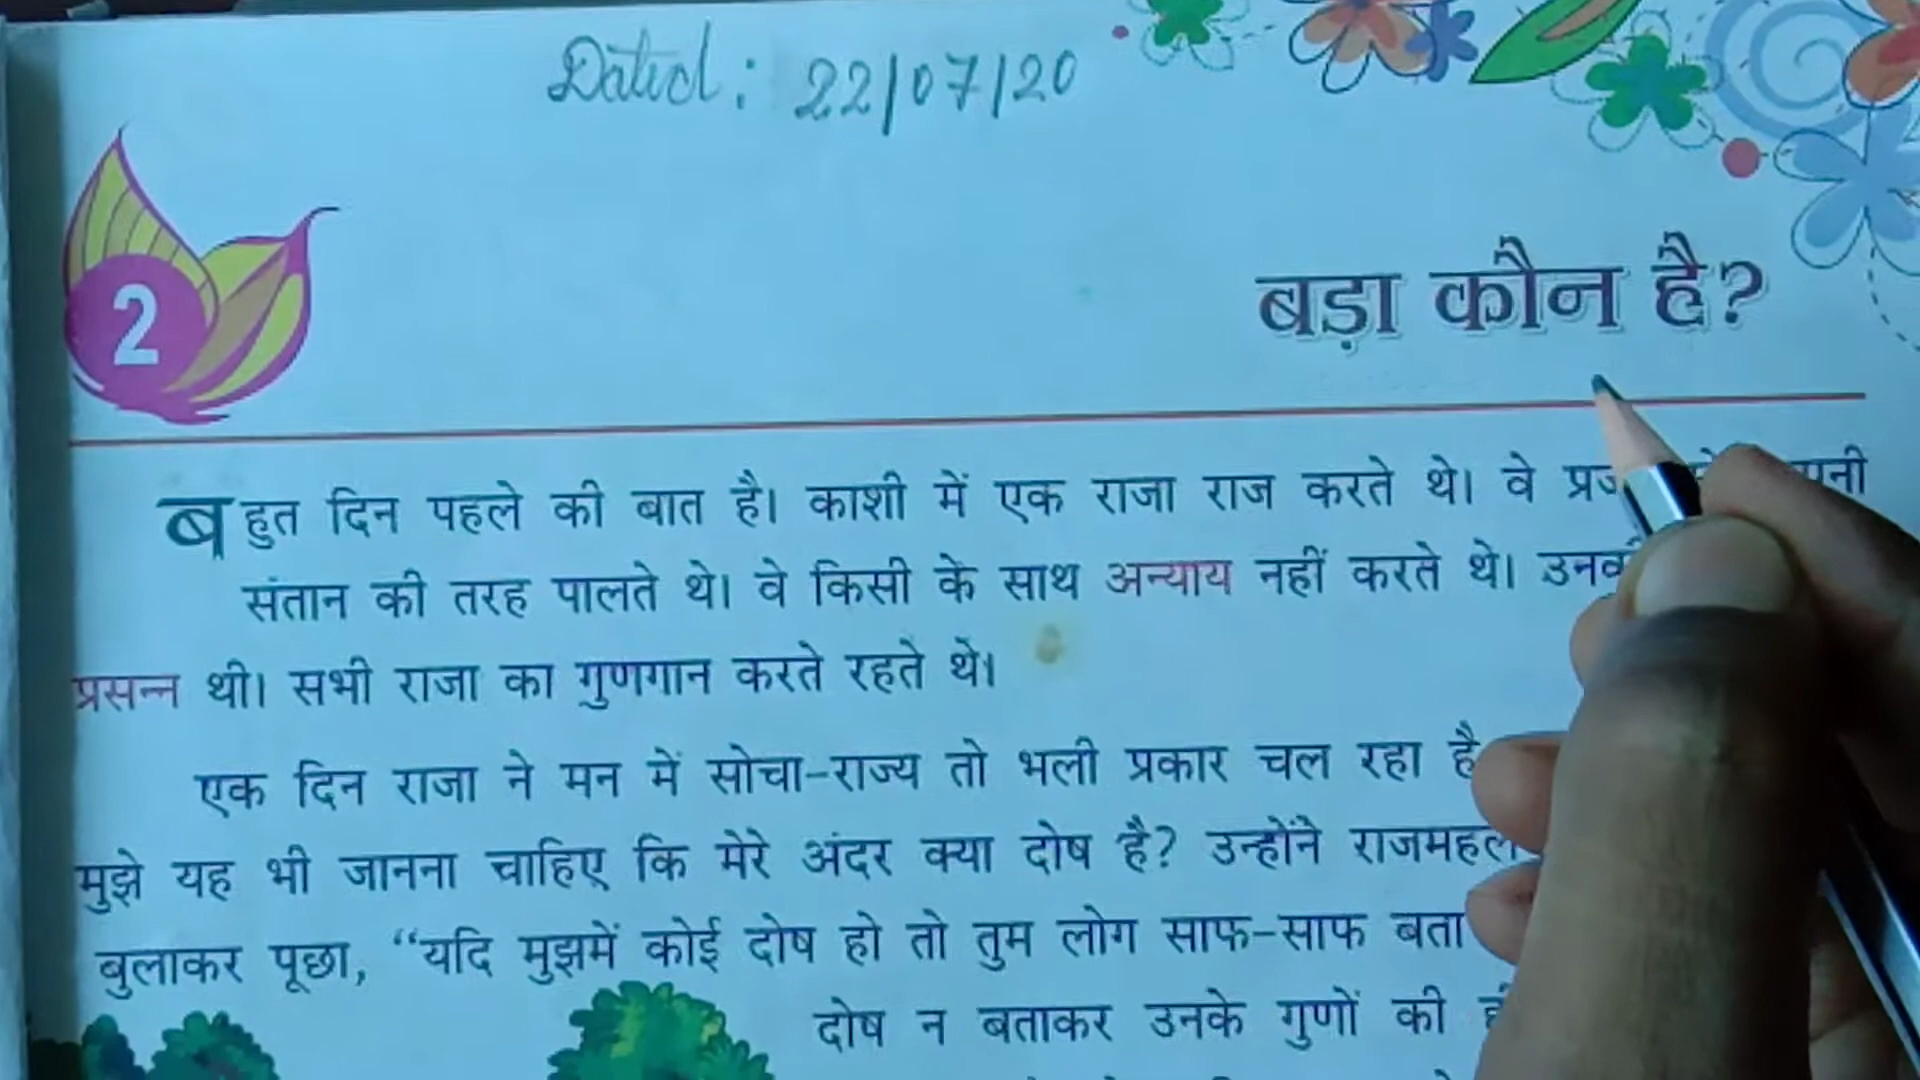 Dated: 22/07/20
2
बड़ा कौन है?
बहुत दिन पहले की बात है। काशी में एक राजा राज करते थे। वे
संतान की तरह पालते थे। वे किसी के साथ अन्याय नहीं करते थे।
प्रसन्न थी। सभी राजा का गुणगान करते रहते थे।
एक दिन राजा ने मन में सोचा-राज्य तो भली प्रकार चल रहा है
मुझे यह भी जानना चाहिए कि मेरे अंदर क्या दोष है? उन्होंने राजमहल
बुलाकर पूछा, “यदि मुझमें कोई दोष हो तो तुम लोग साफ-साफ बता
दोष न बताकर उनके गुणों की